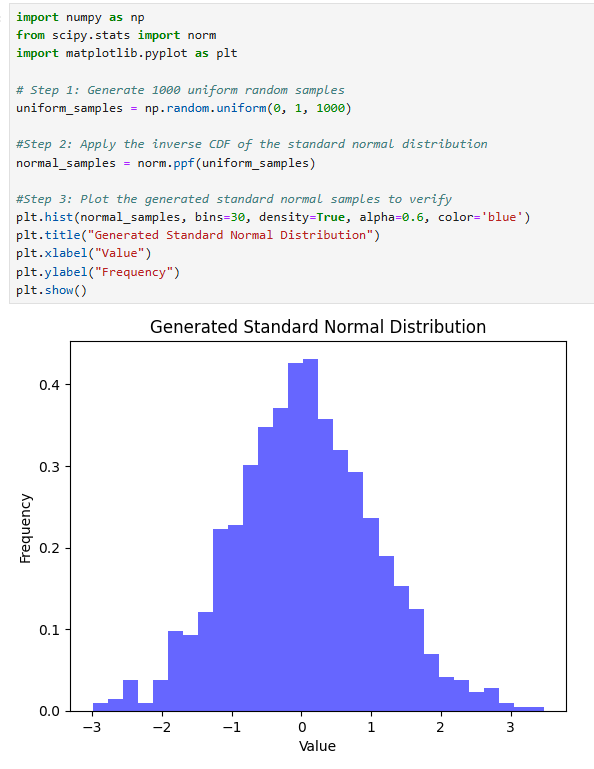 import numpy as np
from scipy.stats import norm
import matplotlib.pyplot as plt
# Step 1: Generate 1000 uniform random samples
uniform_samples = np.random.uniform(0, 1, 1000)
#Step 2: Apply the inverse CDF of the standard normal distribution
normal_samples = norm.ppf(uniform_samples)
#Step 3: Plot the generated standard normal samples to verify
plt.hist(normal_samples, bins=30, density=True, alpha=0.6, color='blue')
plt.title("Generated Standard Normal Distribution")
plt.xlabel("Value")
plt.ylabel("Frequency")
plt.show()
Generated Standard Normal Distribution
Frequency
0.4
0.3
0.2
0.1
0.0
−3 −2 −1 0 1 2 3
Value